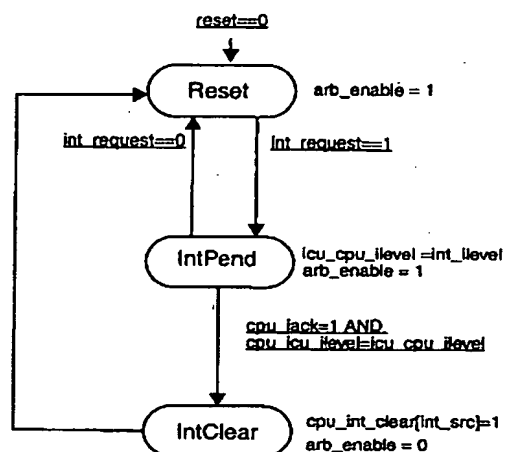 reset==0
Reset
arb_enable = 1
int_request==0
int_request==1
IntPend
icu_cpu_ilevel =int_ilevel
arb_enable = 1
cpu_iack=1 AND
cpu_icu_ilevel=icu_cpu_ilevel
IntClear
cpu_int_clear[int_src]=1
arb_enable = 0